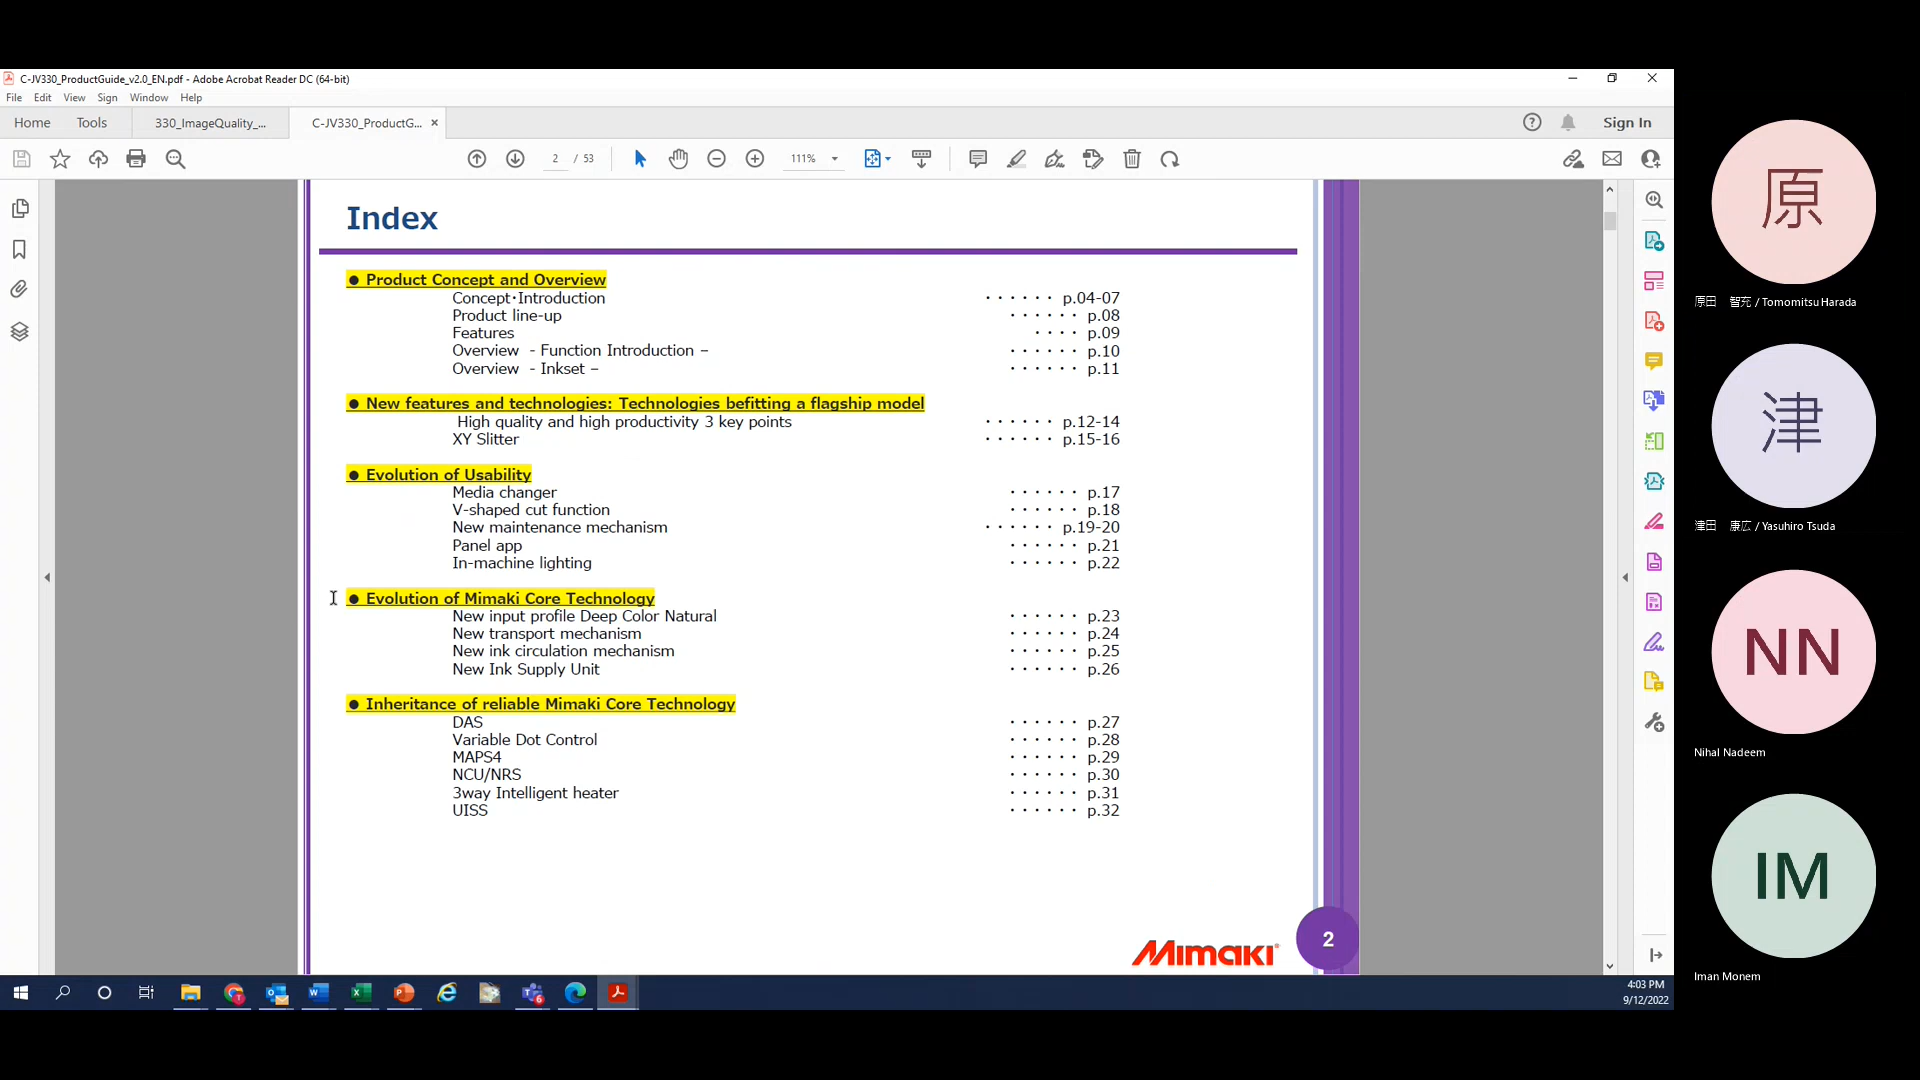 C-JV330_ProductGuide_v2.0_EN.pdf - Adobe Acrobat Reader DC (64-bit)
File Edit View Sign Window Help
Home Tools 330_ImageQuality_... C-JV330_ProductG... × Sign In
2 / 53 111%
Index
● Product Concept and Overview
Concept･Introduction ･･････ p.04-07
Product line-up ･･････ p.08
Features ････ p.09
Overview - Function Introduction – ･･････ p.10
Overview - Inkset – ･･････ p.11
● New features and technologies: Technologies befitting a flagship model
High quality and high productivity 3 key points ･･････ p.12-14
XY Slitter ･･････ p.15-16
● Evolution of Usability
Media changer ･･････ p.17
V-shaped cut function ･･････ p.18
New maintenance mechanism ･･････ p.19-20
Panel app ･･････ p.21
In-machine lighting ･･････ p.22
● Evolution of Mimaki Core Technology
New input profile Deep Color Natural ･･････ p.23
New transport mechanism ･･････ p.24
New ink circulation mechanism ･･････ p.25
New Ink Supply Unit ･･････ p.26
● Inheritance of reliable Mimaki Core Technology
DAS ･･････ p.27
Variable Dot Control ･･････ p.28
MAPS4 ･･････ p.29
NCU/NRS ･･････ p.30
3way Intelligent heater ･･････ p.31
UISS ･･････ p.32
Mimaki
2
4:03 PM
9/12/2022
原
原田 智充 / Tomomitsu Harada
津
津田 康広 / Yasuhiro Tsuda
NN
Nihal Nadeem
IM
Iman Monem